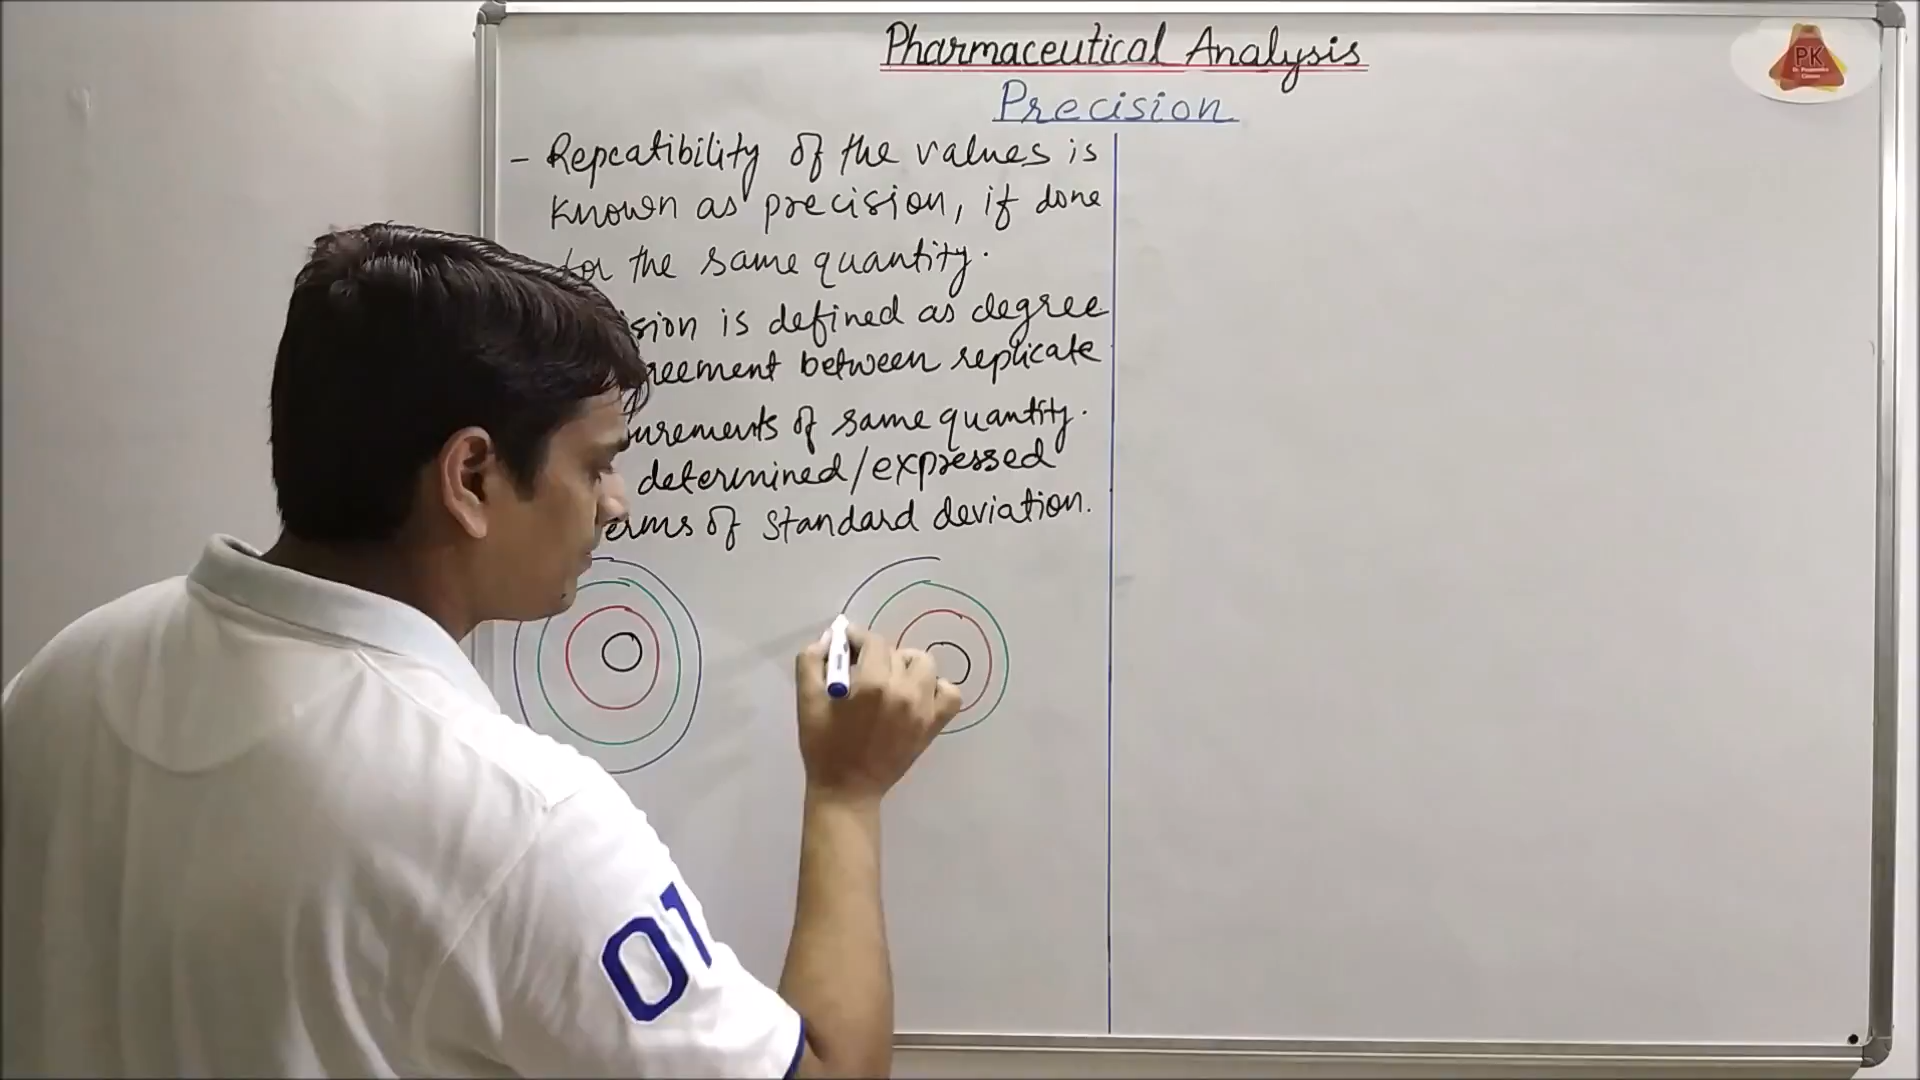 Pharmaceutical Analysis
Precision
- Repeatibility of the values is
known as precision, if done
for the same quantity.
sion is defined as degree
reement between replicate
urements of same quantity.
determined/expressed
erms of standard deviation.
PK
01